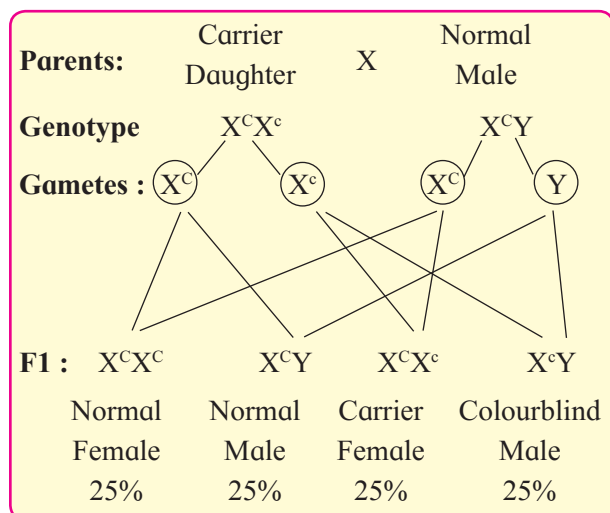 Carrier Normal
Parents: Daughter X Male
Genotype XᶜXᶜ XᶜY
Gametes : Xᶜ Xᶜ Xᶜ Y
F1 : XᶜXᶜ XᶜY XᶜXᶜ XᶜY
Normal Normal Carrier Colourblind
Female Male Female Male
25% 25% 25% 25%